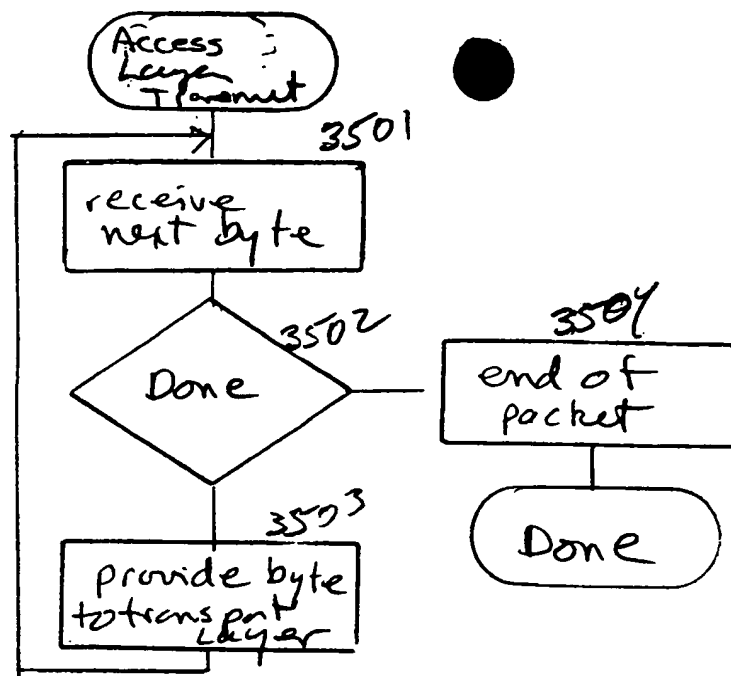 Access
Layer
Transmit
3501
receive
next byte
3502
Done
3503
provide byte
to transport
Layer
3504
end of
packet
Done